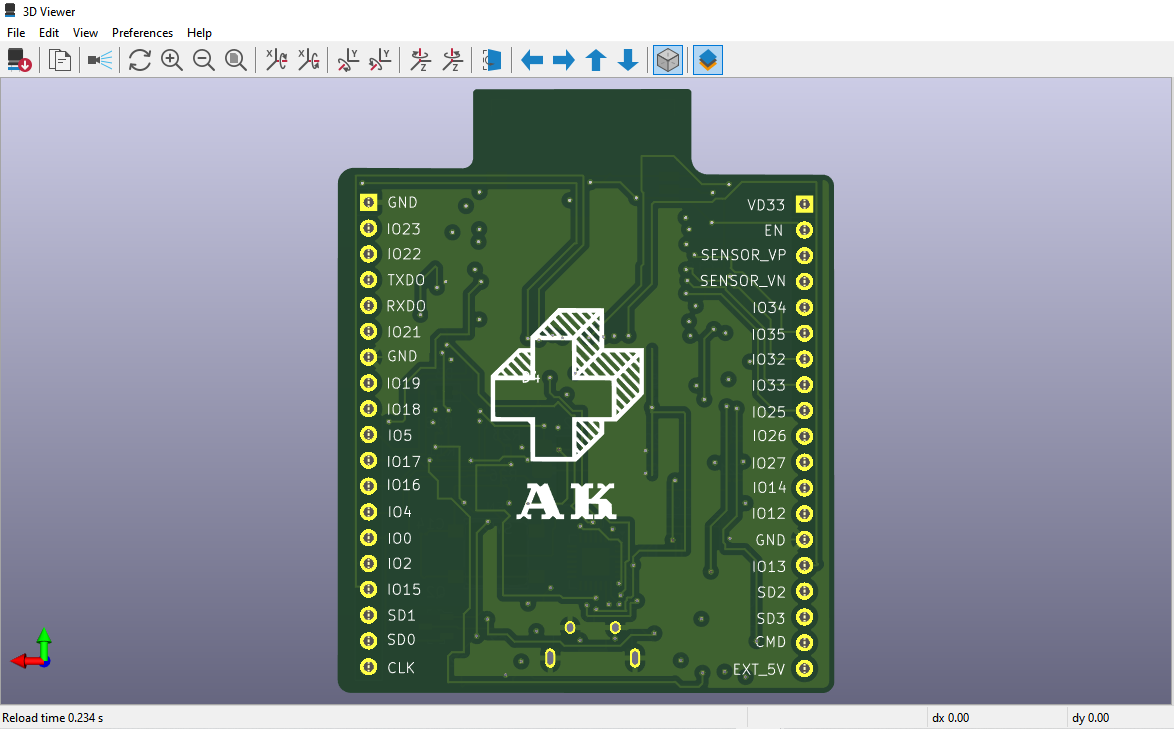 3D Viewer
File Edit View Preferences Help
GND
IO23
IO22
TXD0
RXD0
IO21
GND
IO19
IO18
IO5
IO17
IO16
IO4
IO0
IO2
IO15
SD1
SD0
CLK
AK
VD33
EN
SENSOR_VP
SENSOR_VN
IO34
IO35
IO32
IO33
IO25
IO26
IO27
IO14
IO12
GND
IO13
SD2
SD3
CMD
EXT_5V
Reload time 0.234 s
dx 0.00
dy 0.00